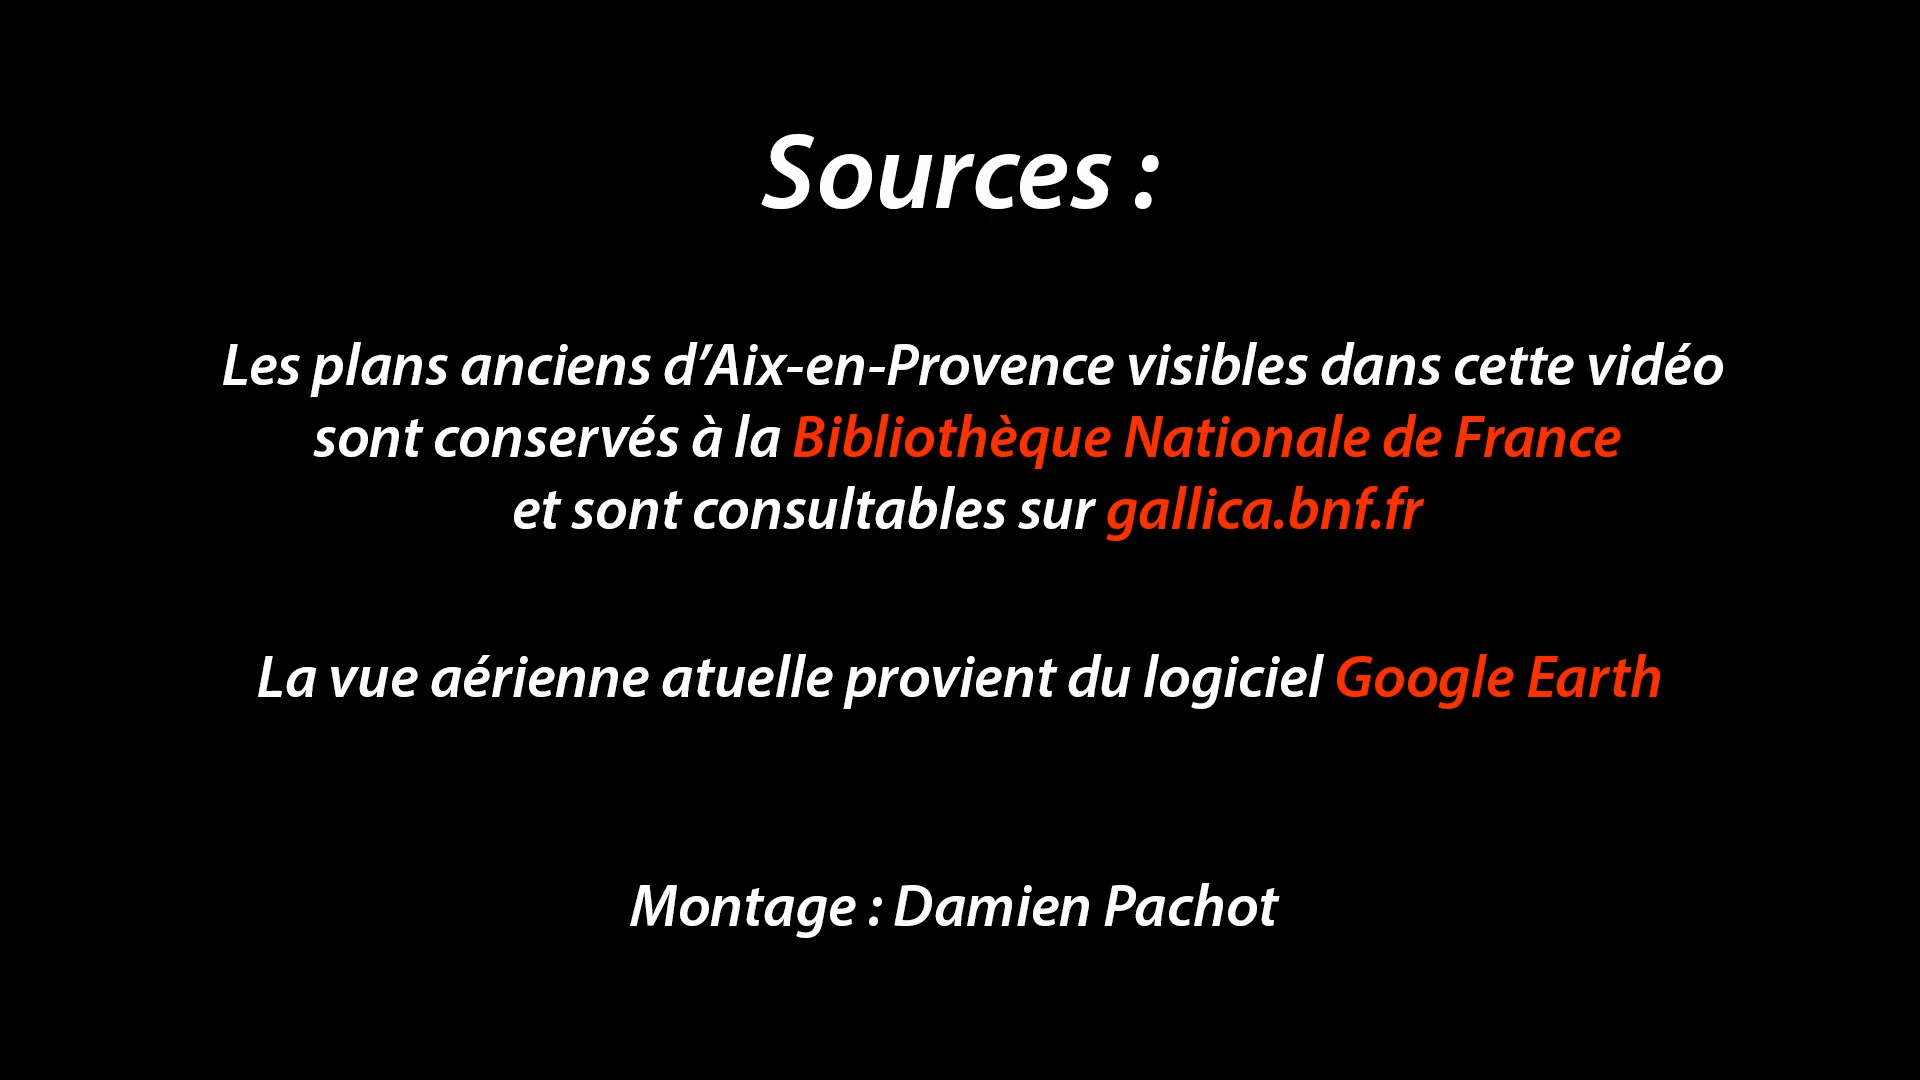 Sources :
Les plans anciens d’Aix-en-Provence visibles dans cette vidéo
sont conservés à la Bibliothèque Nationale de France
et sont consultables sur gallica.bnf.fr
La vue aérienne atuelle provient du logiciel Google Earth
Montage : Damien Pachot